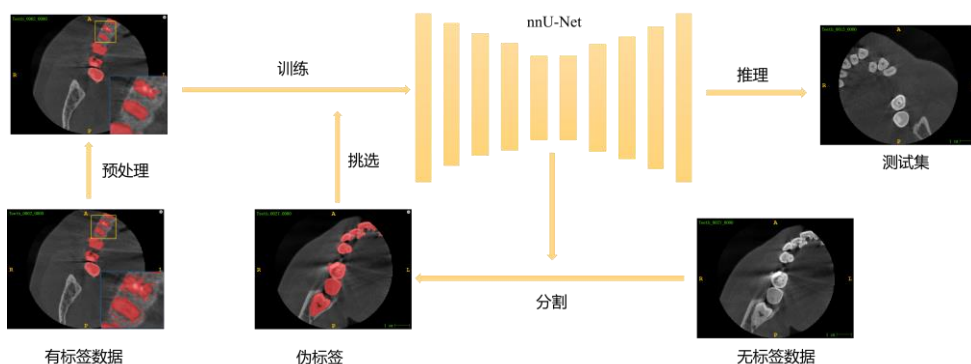 nnU-Net
训练
推理
预处理
挑选
测试集
分割
有标签数据
伪标签
无标签数据